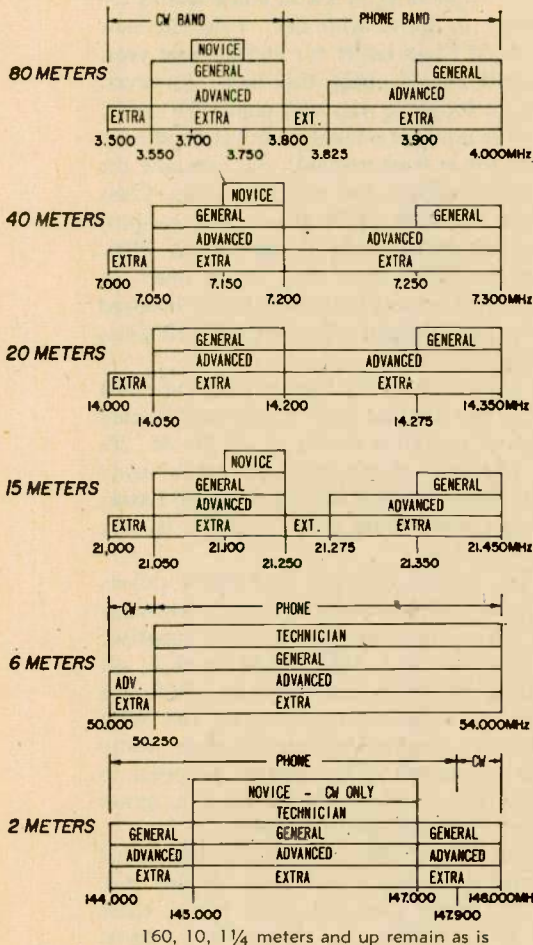 CW BAND PHONE BAND
NOVICE
80 METERS GENERAL GENERAL
ADVANCED ADVANCED
EXTRA EXTRA EXT. EXTRA
3.500 3.700 3.800 3.900 4.000MHz
3.550 3.750 3.825
NOVICE
40 METERS GENERAL GENERAL
ADVANCED ADVANCED
EXTRA EXTRA EXTRA
7.000 7.150 7.250 7.300MHz
7.050 7.200
20 METERS GENERAL GENERAL
ADVANCED ADVANCED
EXTRA EXTRA EXTRA
14.000 14.200 14.350MHz
14.050 14.275
NOVICE
15 METERS GENERAL GENERAL
ADVANCED ADVANCED
EXTRA EXTRA EXT. EXTRA
21,000 21.100 21.275 21.450MHz
21.050 21.250 21.350
CW PHONE
TECHNICIAN
6 METERS GENERAL
ADV. ADVANCED
EXTRA EXTRA
50.000 54.000MHz
50.250
PHONE CW
NOVICE - CW ONLY
TECHNICIAN
2 METERS GENERAL GENERAL GENERAL
ADVANCED ADVANCED ADVANCED
EXTRA EXTRA EXTRA
144.000 147.000 148.000MHz
145.000 147.900
160, 10, 1¼ meters and up remain as is